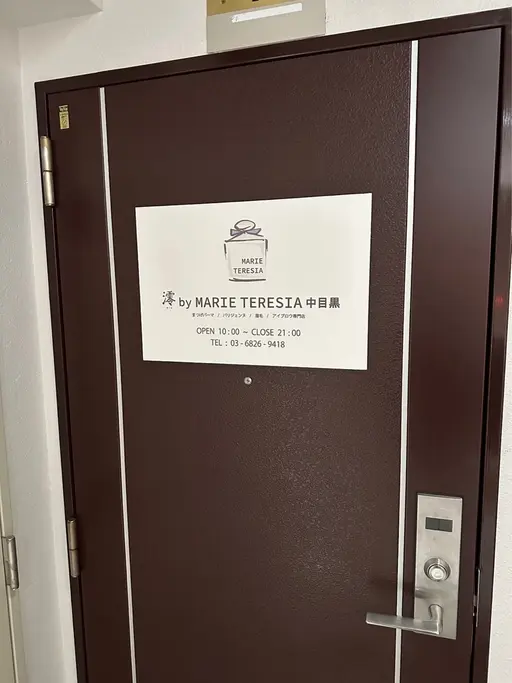 MARIE
TERESIA
澪 by MARIE TERESIA 中目黒
まつげパーマ / パリジェンヌ / 眉毛 / アイブロウ専門店
OPEN 10:00 ~ CLOSE 21:00
TEL : 03-6826-9418